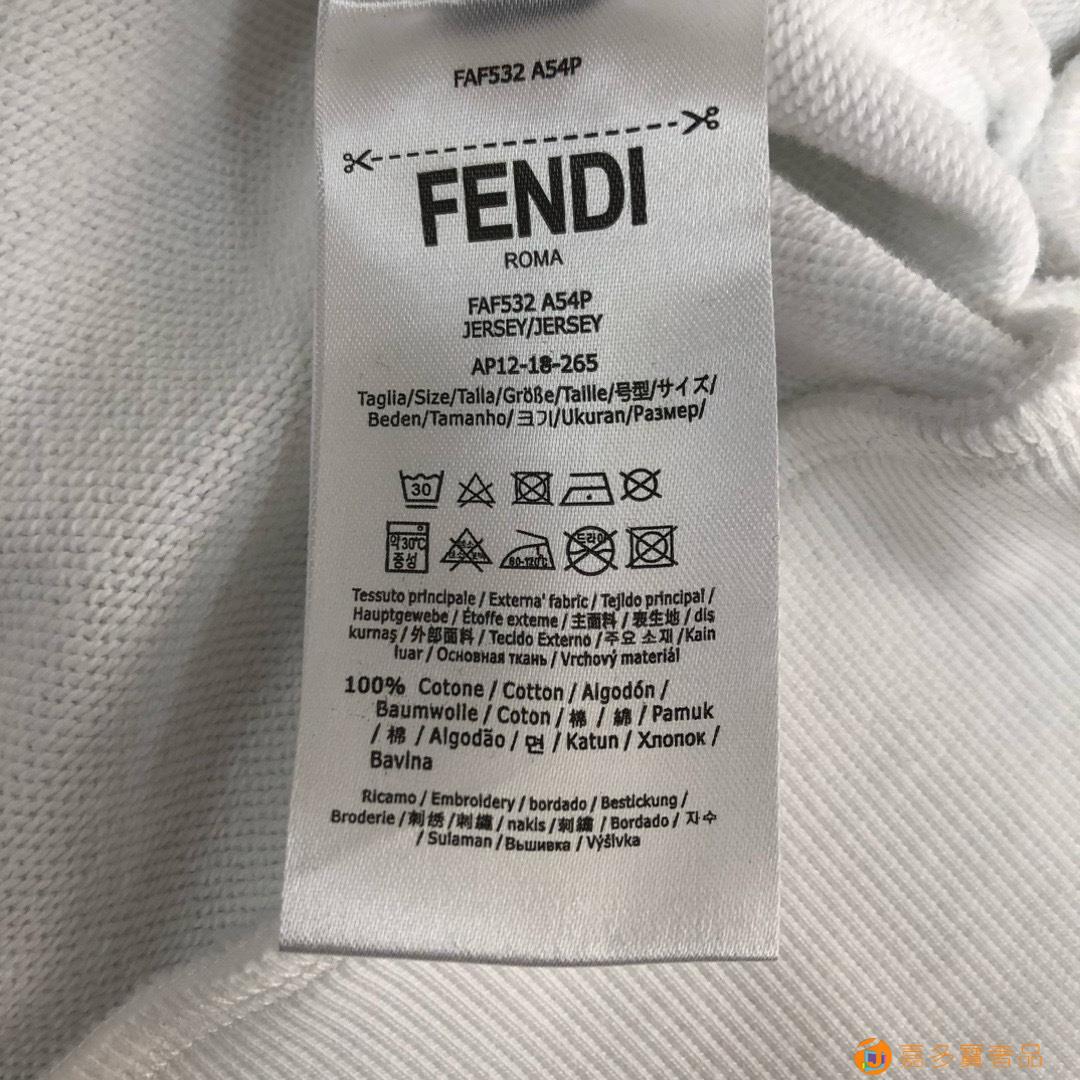 FAF532 A54P
FENDI
ROMA
FAF532 A54P
JERSEY/JERSEY
AP12-18-265
Taglia/Size/Talla/Größe/Taille/号型/サイズ/
Beden/Tamanho/크기/Ukuran/Размер/
30
약30℃
중성
80-120℃
드라이
Tessuto principale / Externa' fabric / Tejido principal /
Hauptgewebe / Étoffe externe / 主面料 / 表生地 / dis
kurnaş / 外部面料 / Tecido Externo / 주요 소재 / Kain
luar / Основная ткань / Vrchový materiál
100% Cotone / Cotton / Algodón /
Baumwolle / Coton / 棉 / 綿 / Pamuk
/ 棉 / Algodão / 면 / Katun / Хлопок /
Bavlna
Ricamo / Embroidery / bordado / Bestickung /
Broderie / 刺绣 / 刺繡 / nakis / 刺繡 / Bordado / 자수
/ Sulaman / Вышивка / Výšivka
嘉多寶奢品